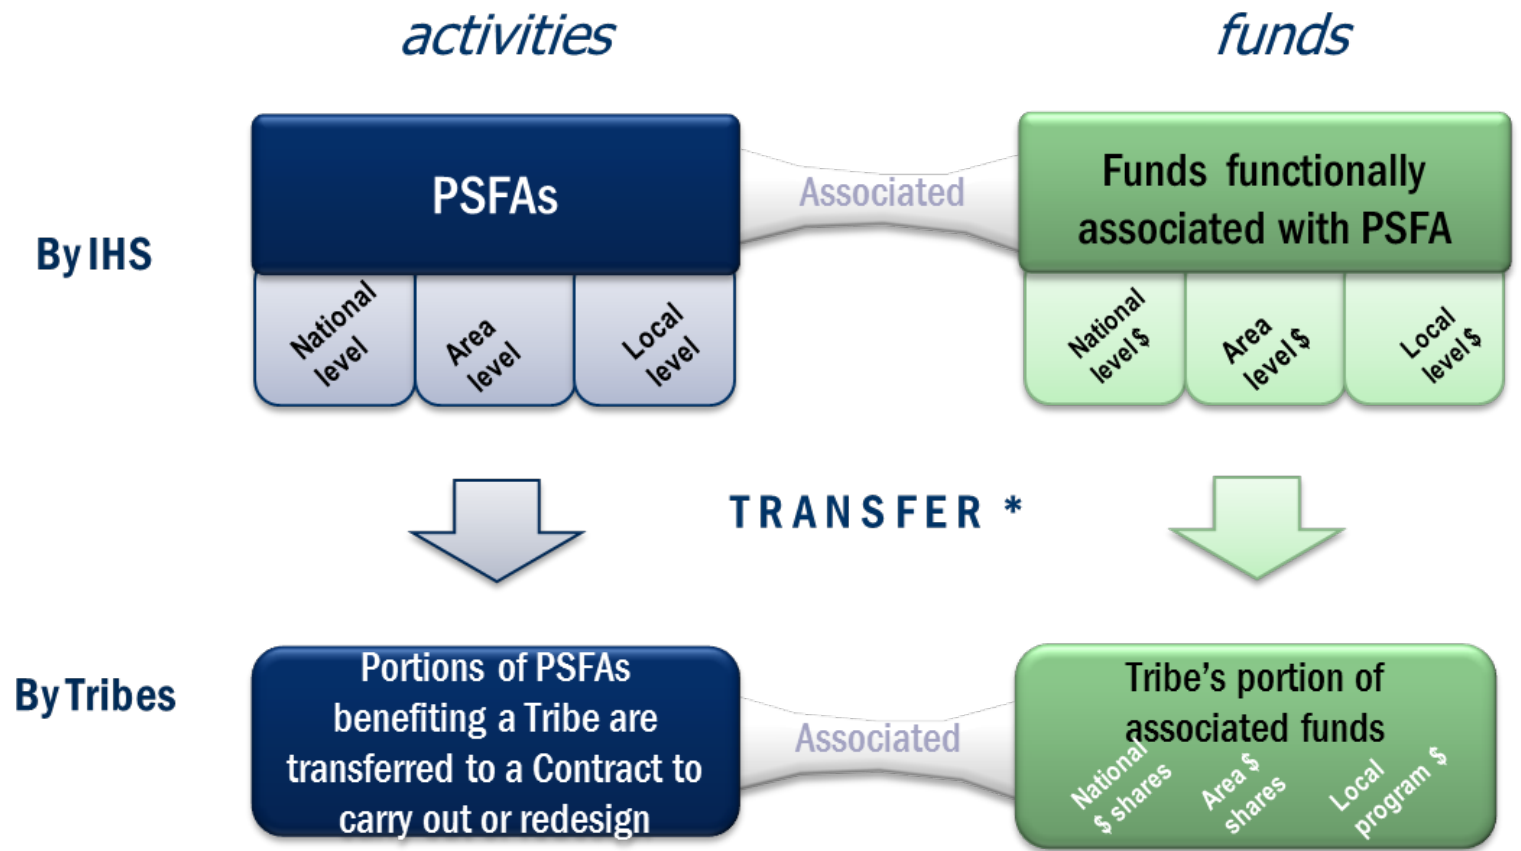 activities
funds
By IHS
PSFAs
Associated
Funds functionally
associated with PSFA
National
level
Area
level
Local
level
National
level $
Area
level $
Local
level $
TRANSFER *
By Tribes
Portions of PSFAs
benefiting a Tribe are
transferred to a Contract to
carry out or redesign
Associated
Tribe's portion of
associated funds
National
$ shares
Area $
shares
Local
program $